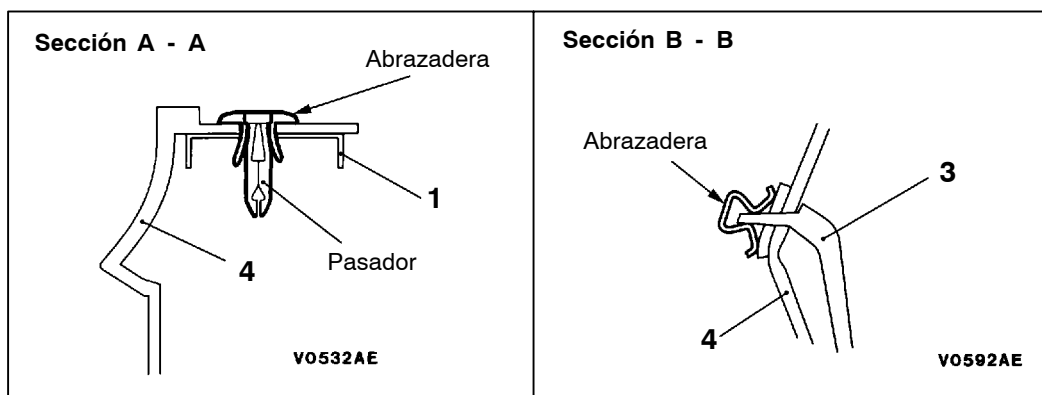 Sección A - A
Abrazadera
1
4
Pasador
V0532AE
Sección B - B
Abrazadera
3
4
V0592AE